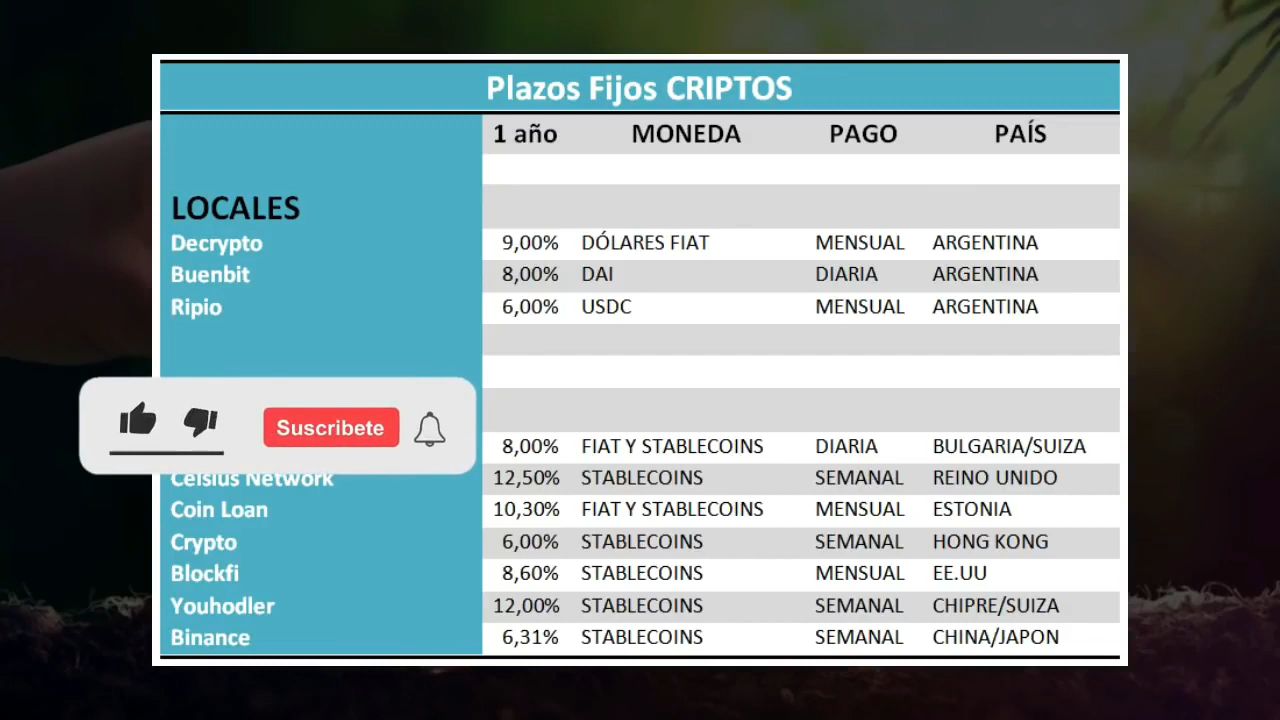 Plazos Fijos CRIPTOS
1 año MONEDA PAGO PAÍS
LOCALES
Decrypto 9,00% DÓLARES FIAT MENSUAL ARGENTINA
Buenbit 8,00% DAI DIARIA ARGENTINA
Ripio 6,00% USDC MENSUAL ARGENTINA
Suscribete
8,00% FIAT Y STABLECOINS DIARIA BULGARIA/SUIZA
Celsius Network 12,50% STABLECOINS SEMANAL REINO UNIDO
Coin Loan 10,30% FIAT Y STABLECOINS MENSUAL ESTONIA
Crypto 6,00% STABLECOINS SEMANAL HONG KONG
Blockfi 8,60% STABLECOINS MENSUAL EE.UU
Youhodler 12,00% STABLECOINS SEMANAL CHIPRE/SUIZA
Binance 6,31% STABLECOINS SEMANAL CHINA/JAPON